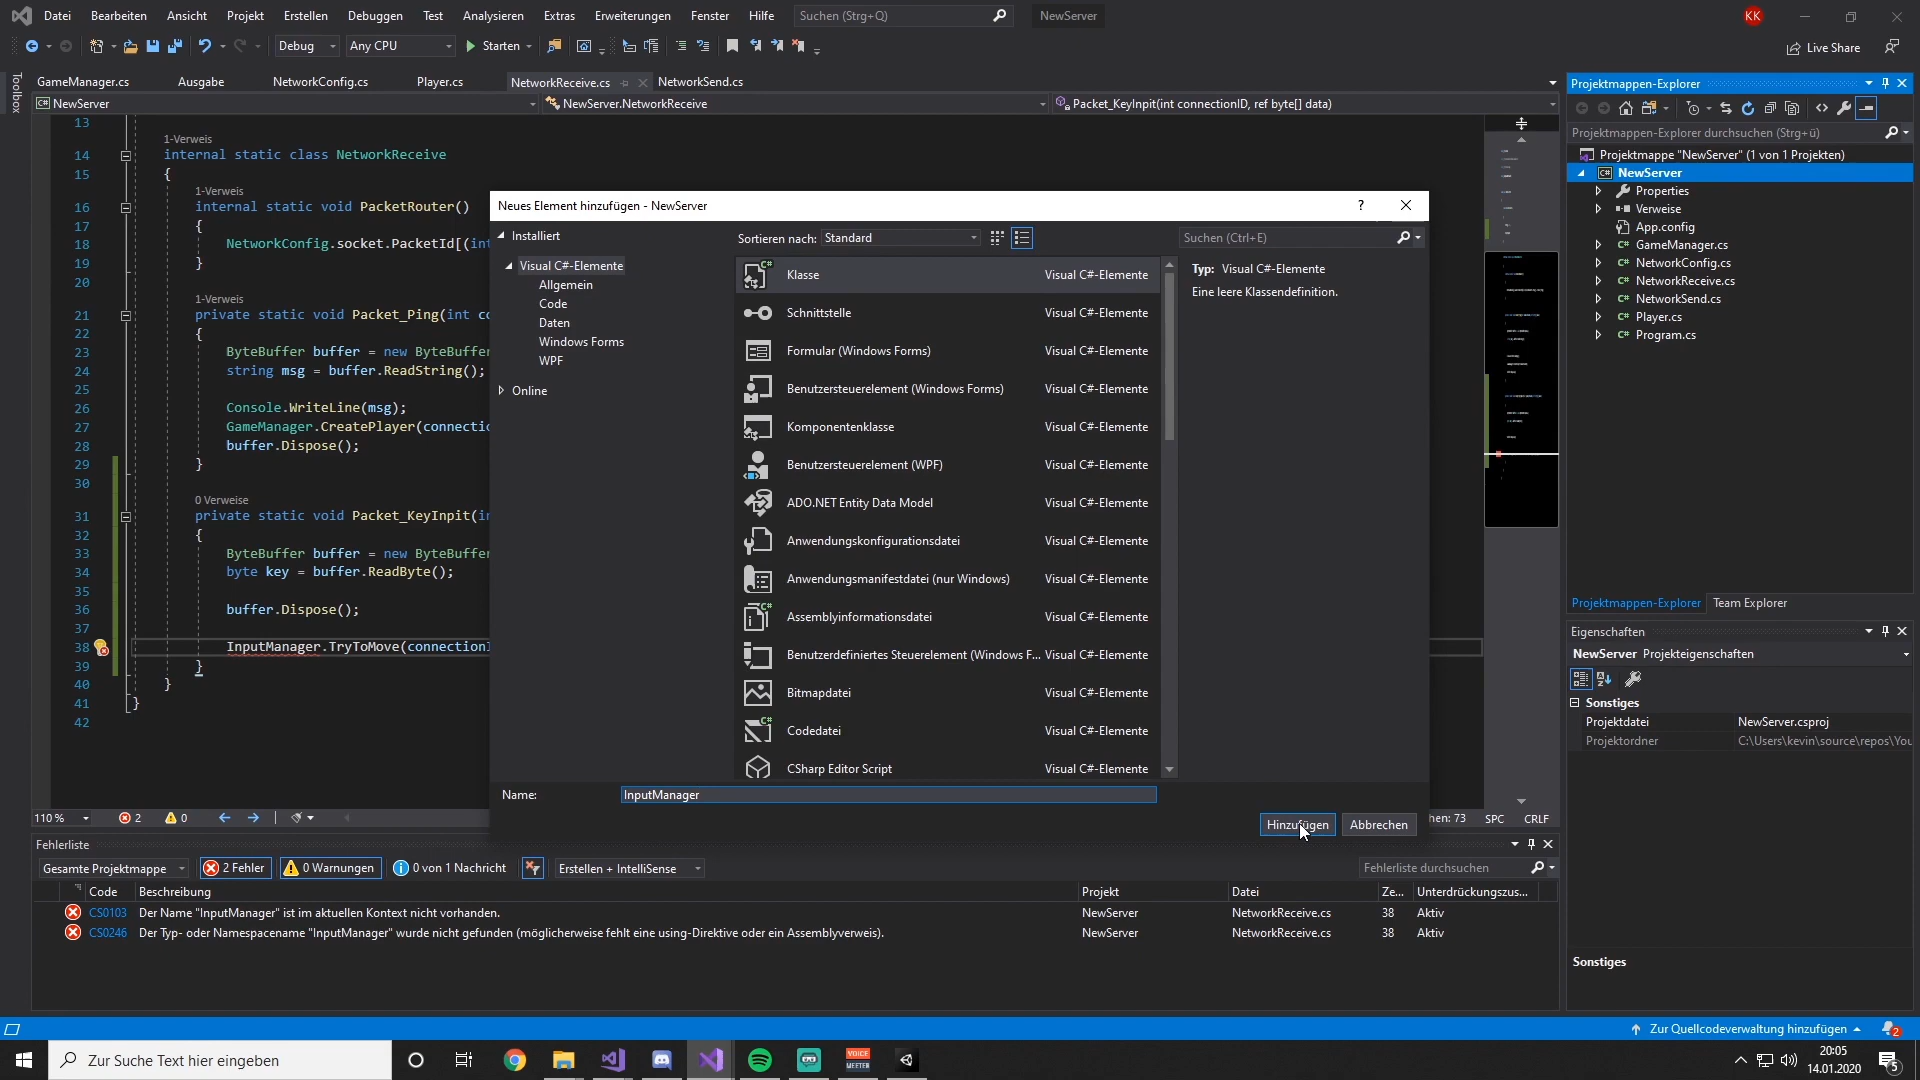 Datei Bearbeiten Ansicht Projekt Erstellen Debuggen Test Analysieren Extras Erweiterungen Fenster Hilfe Suchen (Strg+Q) NewServer KK
Debug Any CPU Starten Live Share
GameManager.cs Ausgabe NetworkConfig.cs Player.cs NetworkReceive.cs NetworkSend.cs
Toolbox
C# NewServer NewServer.NetworkReceive Packet_KeyInpit(int connectionID, ref byte[] data)
13
1-Verweis
14 internal static class NetworkReceive
15 {
1-Verweis
16 internal static void PacketRouter()
17 {
18 NetworkConfig.socket.PacketId[(int
19 }
20
1-Verweis
21 private static void Packet_Ping(int co
22 {
23 ByteBuffer buffer = new ByteBuffer
24 string msg = buffer.ReadString();
25
26 Console.WriteLine(msg);
27 GameManager.CreatePlayer(connectio
28 buffer.Dispose();
29 }
30
0 Verweise
31 private static void Packet_KeyInpit(in
32 {
33 ByteBuffer buffer = new ByteBuffer
34 byte key = buffer.ReadByte();
35
36 buffer.Dispose();
37
38 InputManager.TryToMove(connectionI
39 }
40 }
41 }
42
110 % 2 0
hen: 73 SPC CRLF
Neues Element hinzufügen - NewServer
? 
Installiert
Visual C#-Elemente
Allgemein
Code
Daten
Windows Forms
WPF
Online
Sortieren nach: Standard
Suchen (Ctrl+E)
Klasse Visual C#-Elemente
Schnittstelle Visual C#-Elemente
Formular (Windows Forms) Visual C#-Elemente
Benutzersteuerelement (Windows Forms) Visual C#-Elemente
Komponentenklasse Visual C#-Elemente
Benutzersteuerelement (WPF) Visual C#-Elemente
ADO.NET Entity Data Model Visual C#-Elemente
Anwendungskonfigurationsdatei Visual C#-Elemente
Anwendungsmanifestdatei (nur Windows) Visual C#-Elemente
Assemblyinformationsdatei Visual C#-Elemente
Benutzerdefiniertes Steuerelement (Windows F... Visual C#-Elemente
Bitmapdatei Visual C#-Elemente
Codedatei Visual C#-Elemente
CSharp Editor Script Visual C#-Elemente
Typ: Visual C#-Elemente
Eine leere Klassendefinition.
Name: InputManager
Hinzufügen Abbrechen
Projektmappen-Explorer
Projektmappen-Explorer durchsuchen (Strg+ü)
Projektmappe "NewServer" (1 von 1 Projekten)
C# NewServer
Properties
Verweise
App.config
C# GameManager.cs
C# NetworkConfig.cs
C# NetworkReceive.cs
C# NetworkSend.cs
C# Player.cs
C# Program.cs
Projektmappen-Explorer Team Explorer
Eigenschaften
NewServer Projekteigenschaften
Sonstiges
Projektdatei NewServer.csproj
Projektordner C:\Users\kevin\source\repos\You
Sonstiges
Fehlerliste
Gesamte Projektmappe 2 Fehler 0 Warnungen 0 von 1 Nachricht Erstellen + IntelliSense Fehlerliste durchsuchen
Code Beschreibung Projekt Datei Ze... Unterdrückungszus...
CS0103 Der Name "InputManager" ist im aktuellen Kontext nicht vorhanden. NewServer NetworkReceive.cs 38 Aktiv
CS0246 Der Typ- oder Namespacename "InputManager" wurde nicht gefunden (möglicherweise fehlt eine using-Direktive oder ein Assemblyverweis). NewServer NetworkReceive.cs 38 Aktiv
Zur Quellcodeverwaltung hinzufügen 2
Zur Suche Text hier eingeben
VOICE MEETER
20:05
14.01.2020
5